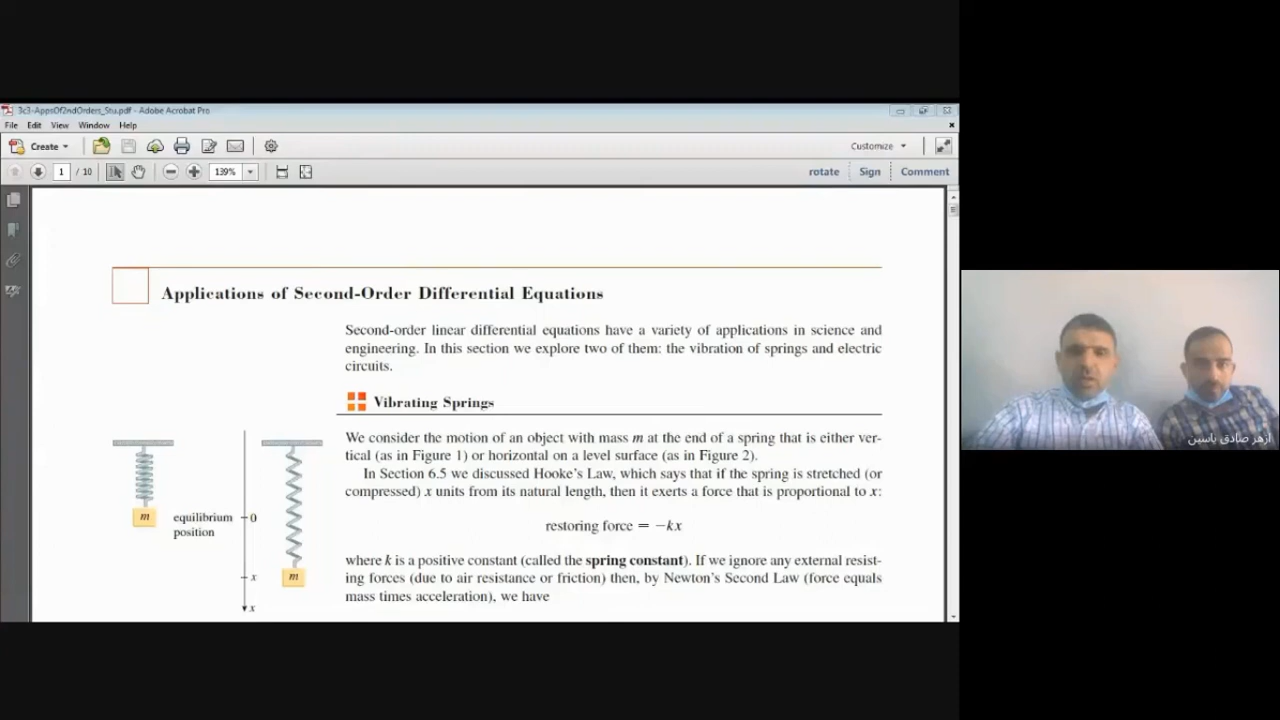 3c3-AppsOf2ndOrders_Stu.pdf - Adobe Acrobat Pro
File Edit View Window Help
Create Customize
1 / 10 139% rotate Sign Comment
Applications of Second-Order Differential Equations
Second-order linear differential equations have a variety of applications in science and
engineering. In this section we explore two of them: the vibration of springs and electric
circuits.
Vibrating Springs
We consider the motion of an object with mass m at the end of a spring that is either ver-
tical (as in Figure 1) or horizontal on a level surface (as in Figure 2).
In Section 6.5 we discussed Hooke's Law, which says that if the spring is stretched (or
compressed) x units from its natural length, then it exerts a force that is proportional to x:
restoring force = −kx
where k is a positive constant (called the spring constant). If we ignore any external resist-
ing forces (due to air resistance or friction) then, by Newton's Second Law (force equals
mass times acceleration), we have
m
equilibrium
position
0
x
m
x
ازهر صادق ياسين